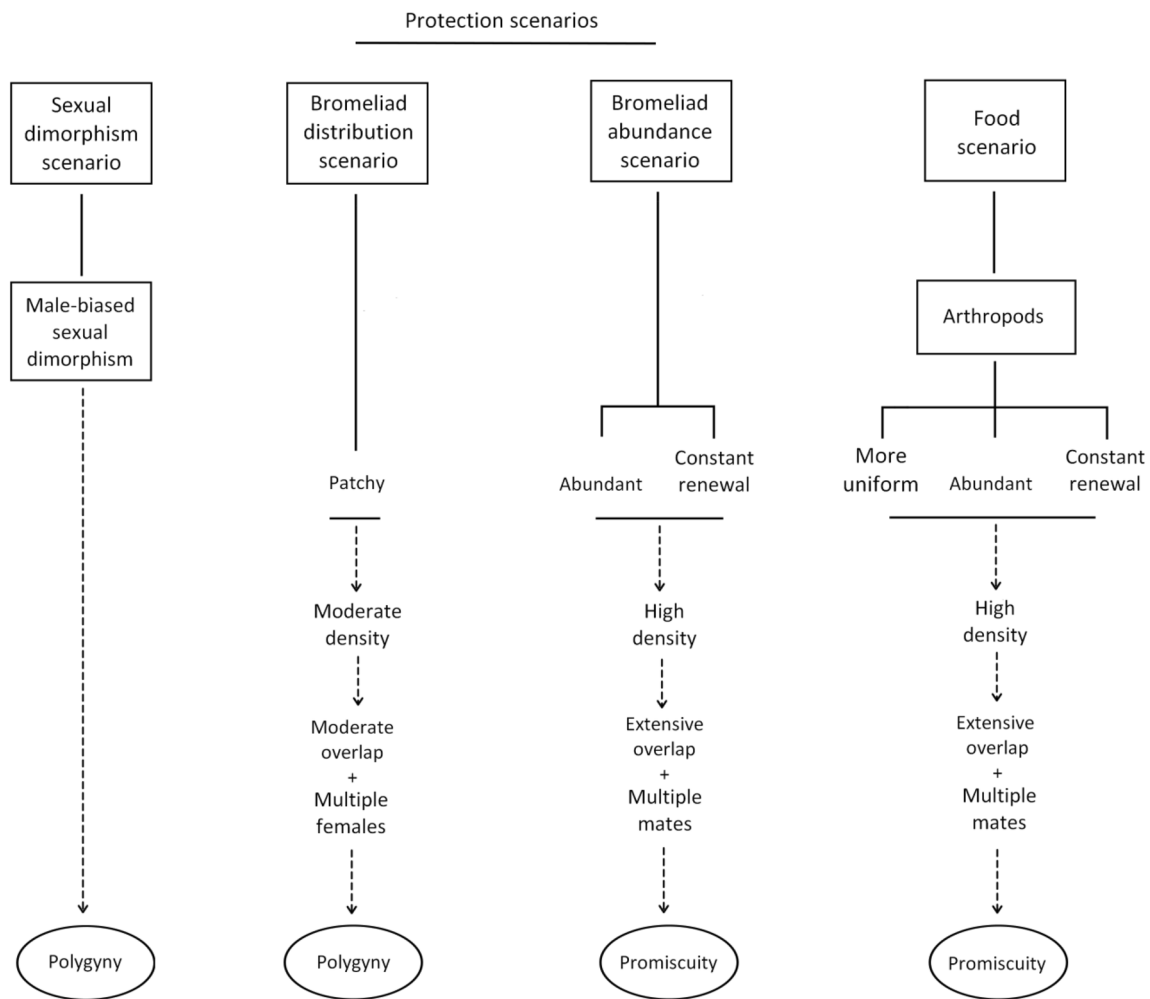 Protection scenarios
Sexual
dimorphism
scenario
Male-biased
sexual
dimorphism
Polygyny
Bromeliad
distribution
scenario
Patchy
Moderate
density
Moderate
overlap
+
Multiple
females
Polygyny
Bromeliad
abundance
scenario
Abundant
Constant
renewal
High
density
Extensive
overlap
+
Multiple
mates
Promiscuity
Food
scenario
Arthropods
More
uniform
Abundant
Constant
renewal
High
density
Extensive
overlap
+
Multiple
mates
Promiscuity